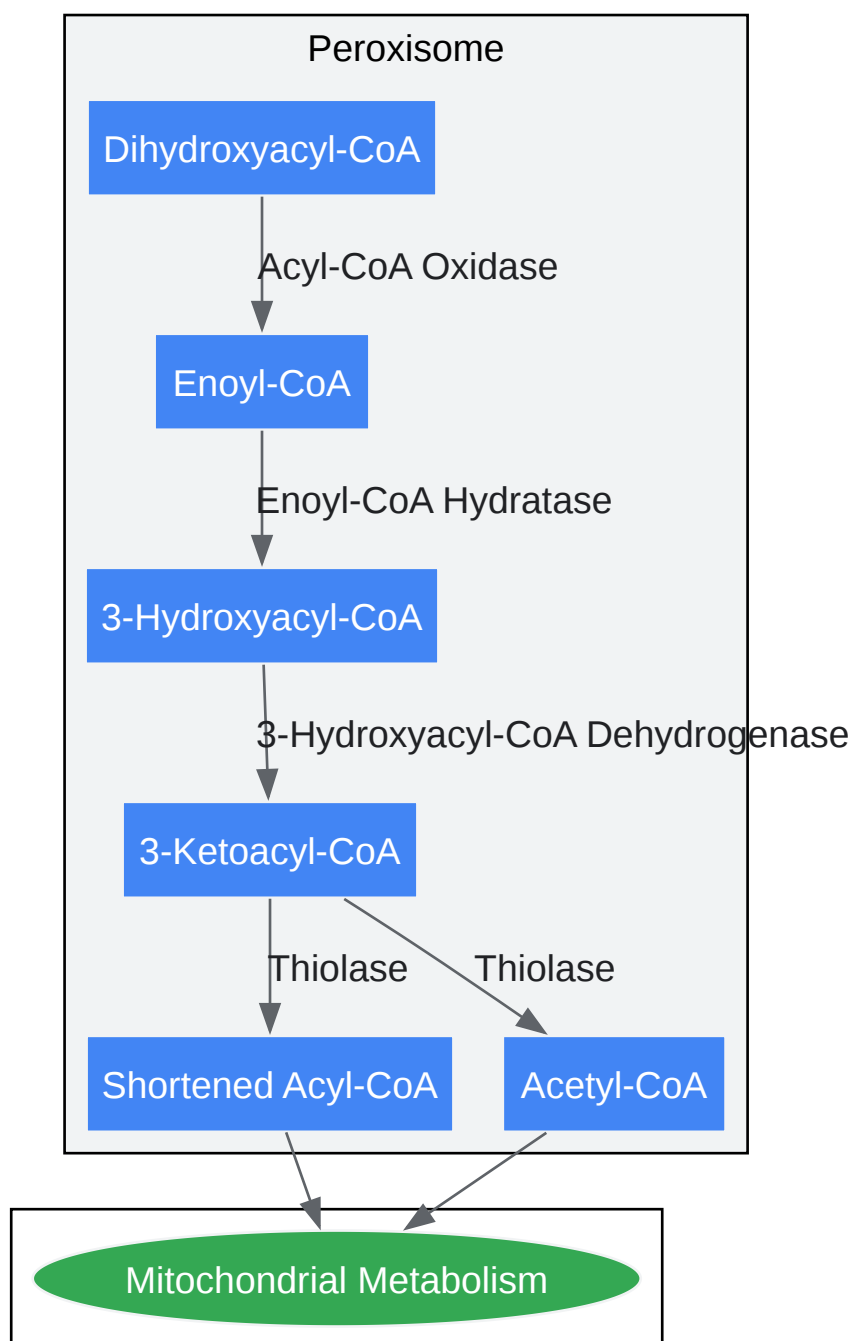 Peroxisome
Dihydroxyacyl-CoA
Acyl-CoA Oxidase
Enoyl-CoA
Enoyl-CoA Hydratase
3-Hydroxyacyl-CoA
3-Hydroxyacyl-CoA Dehydrogenase
3-Ketoacyl-CoA
Thiolase
Thiolase
Shortened Acyl-CoA
Acetyl-CoA
Mitochondrial Metabolism